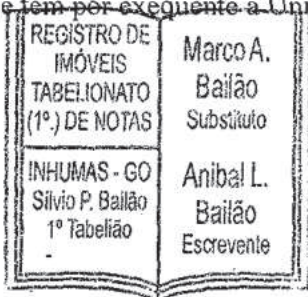 e tem por exequente a
REGISTRO DE
IMÓVEIS
TABELIONATO
(1º.) DE NOTAS
INHUMAS - GO
Silvio P. Bailão
1º Tabelião
-
Marco A.
Bailão
Substituto
Anibal L.
Bailão
Escrevente